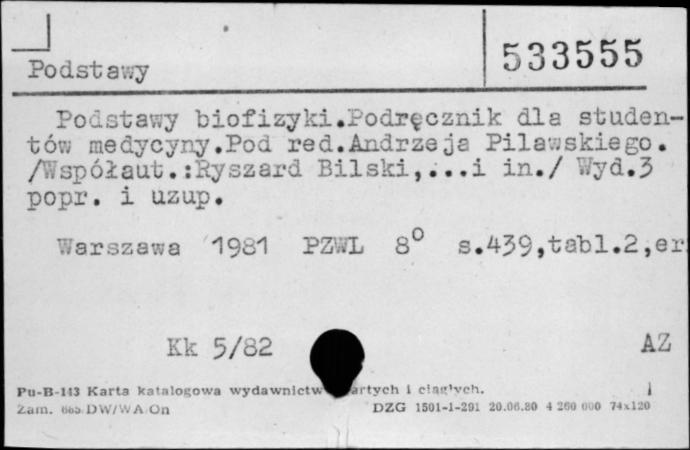 533555
Podstawy
Podstawy biofizyki.Podręcznik dla studen-
tów medycyny.Pod red.Andrzeja Pilawskiego.
/Współaut.:Ryszard Bilski,...i in./ Wyd.3
popr. i uzup.
Warszawa 1981 PZWL 8° s.439,tabl.2,er
Kk 5/82
AZ
Pu-B-143 Karta katalogowa wydawnictw artych i ciągłych.
Zam. DW/WA On DZG 1501-1-291 20.06.80 4 260 000 74x120